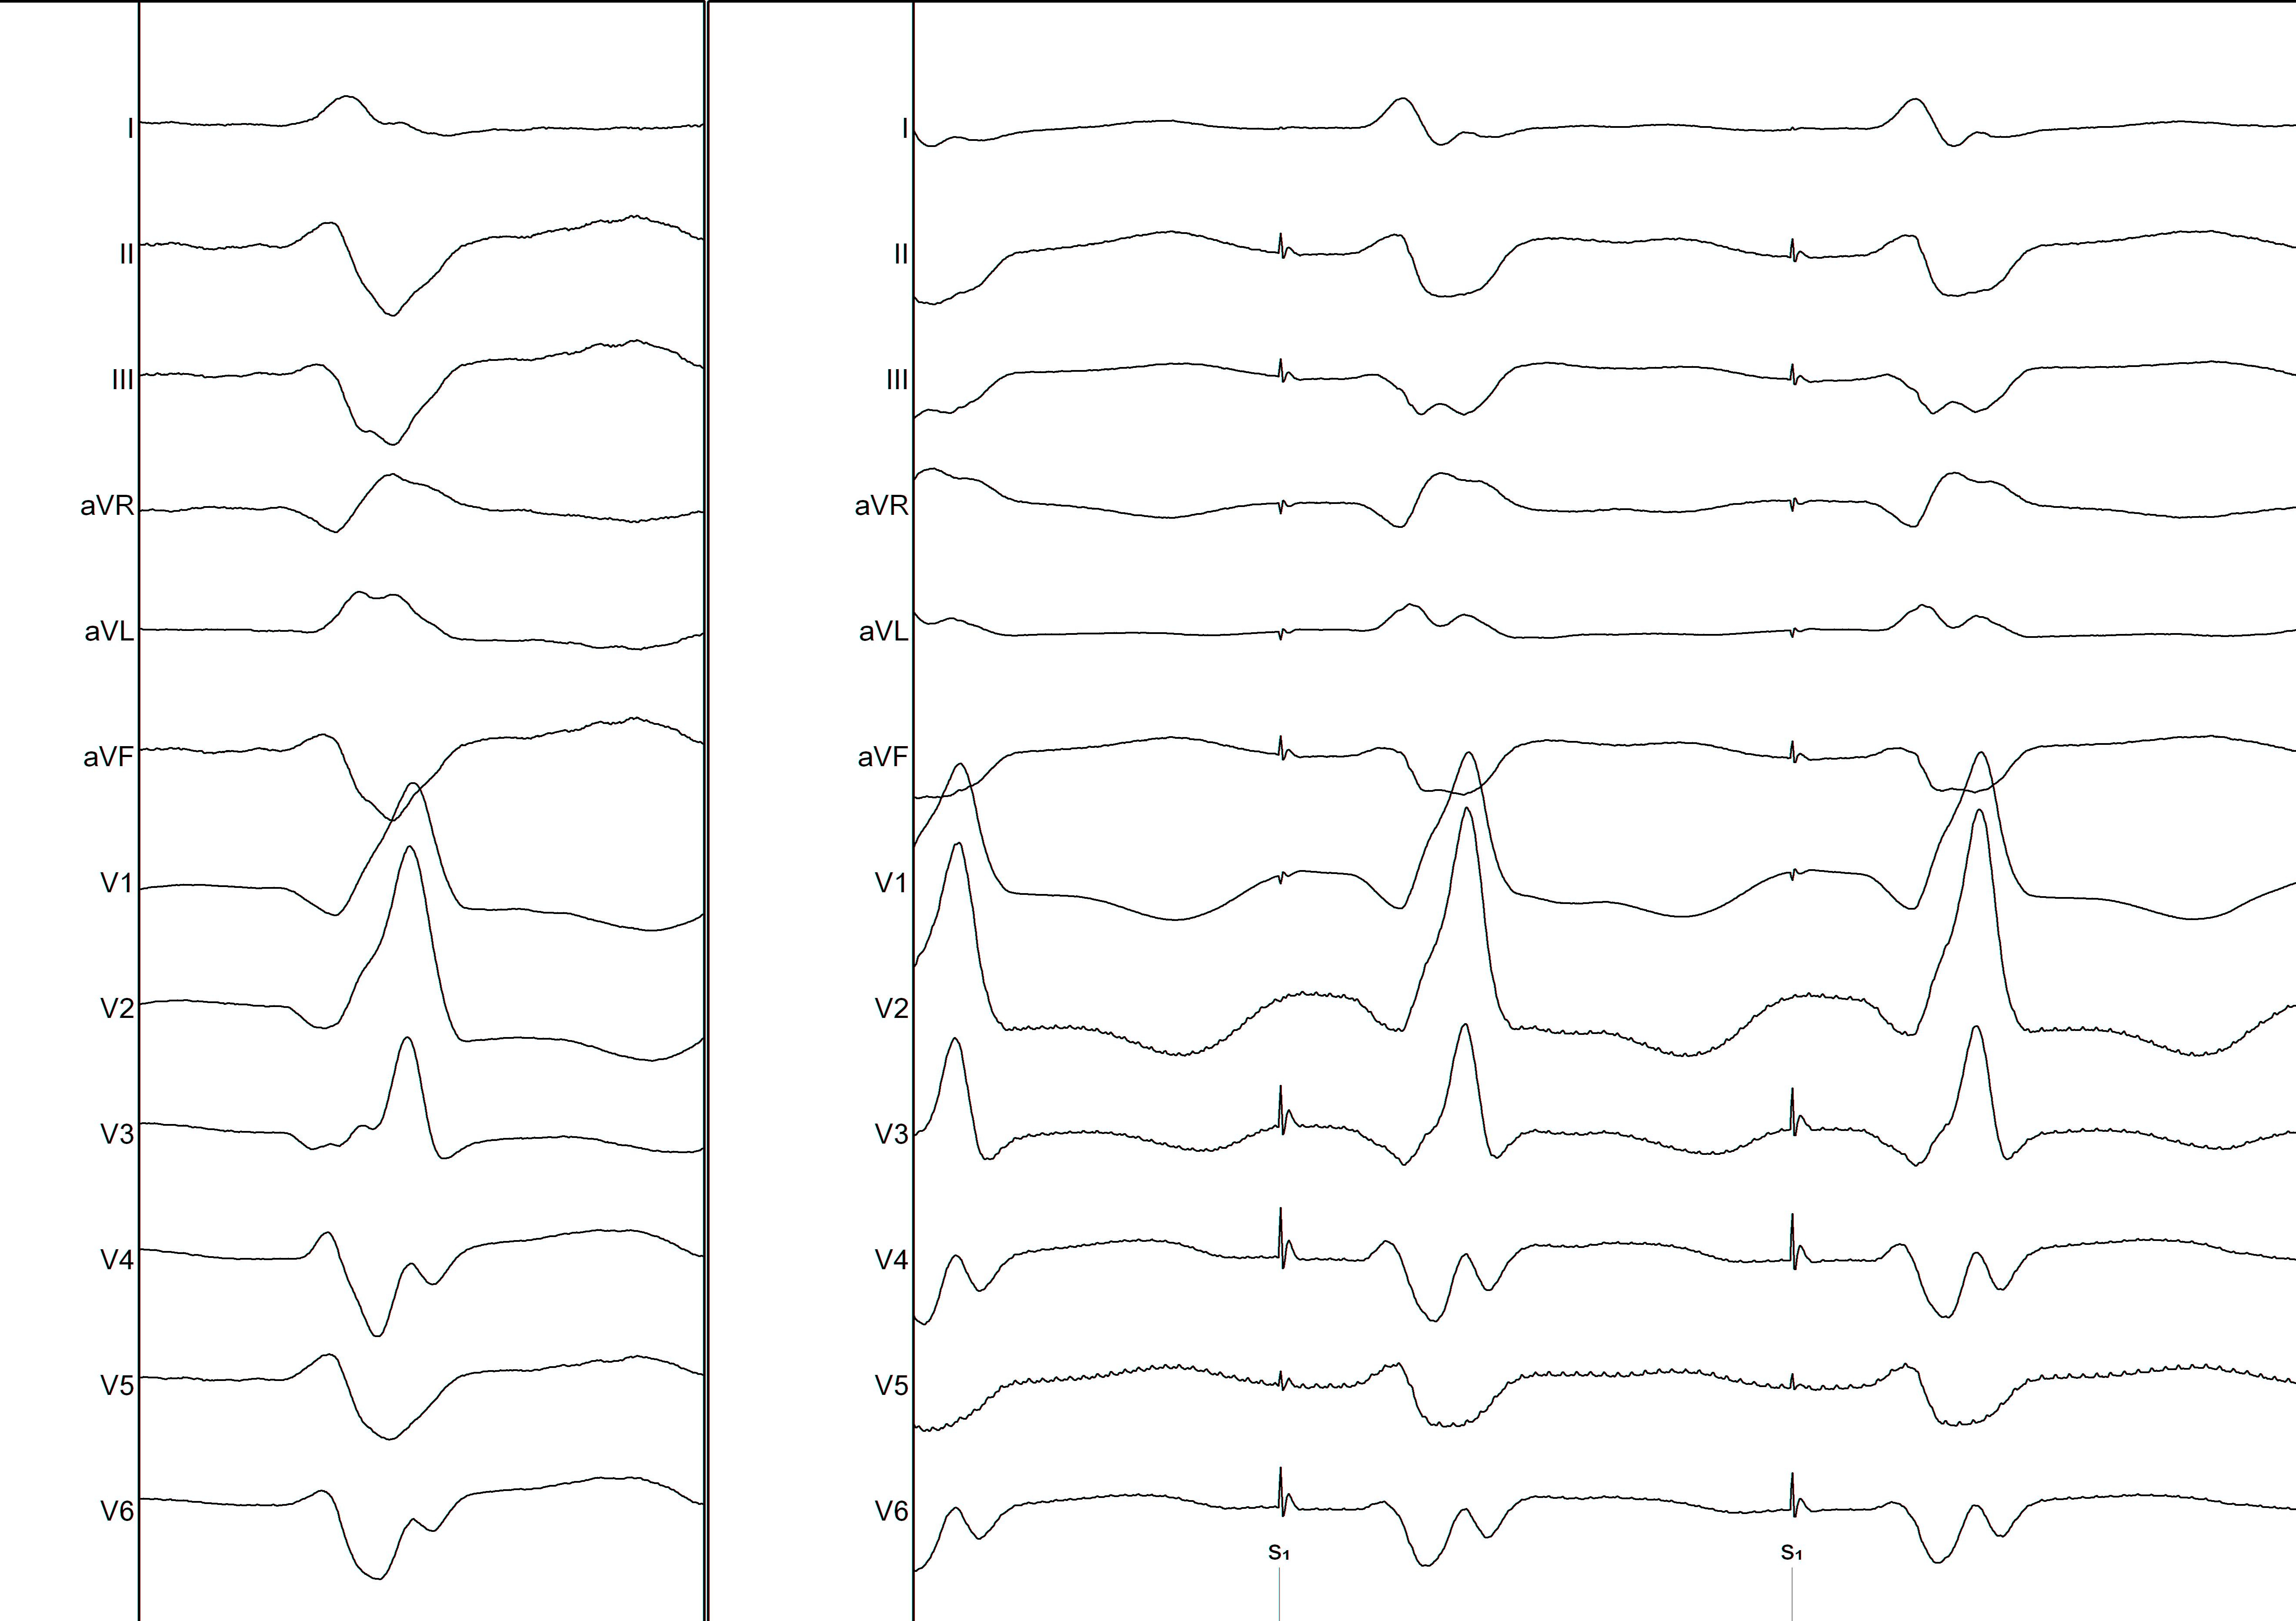 I I
II II
III III
aVR aVR
aVL aVL
aVF aVF
V1 V1
V2 V2
V3 V3
V4 V4
V5 V5
V6 V6
S₁ S₁